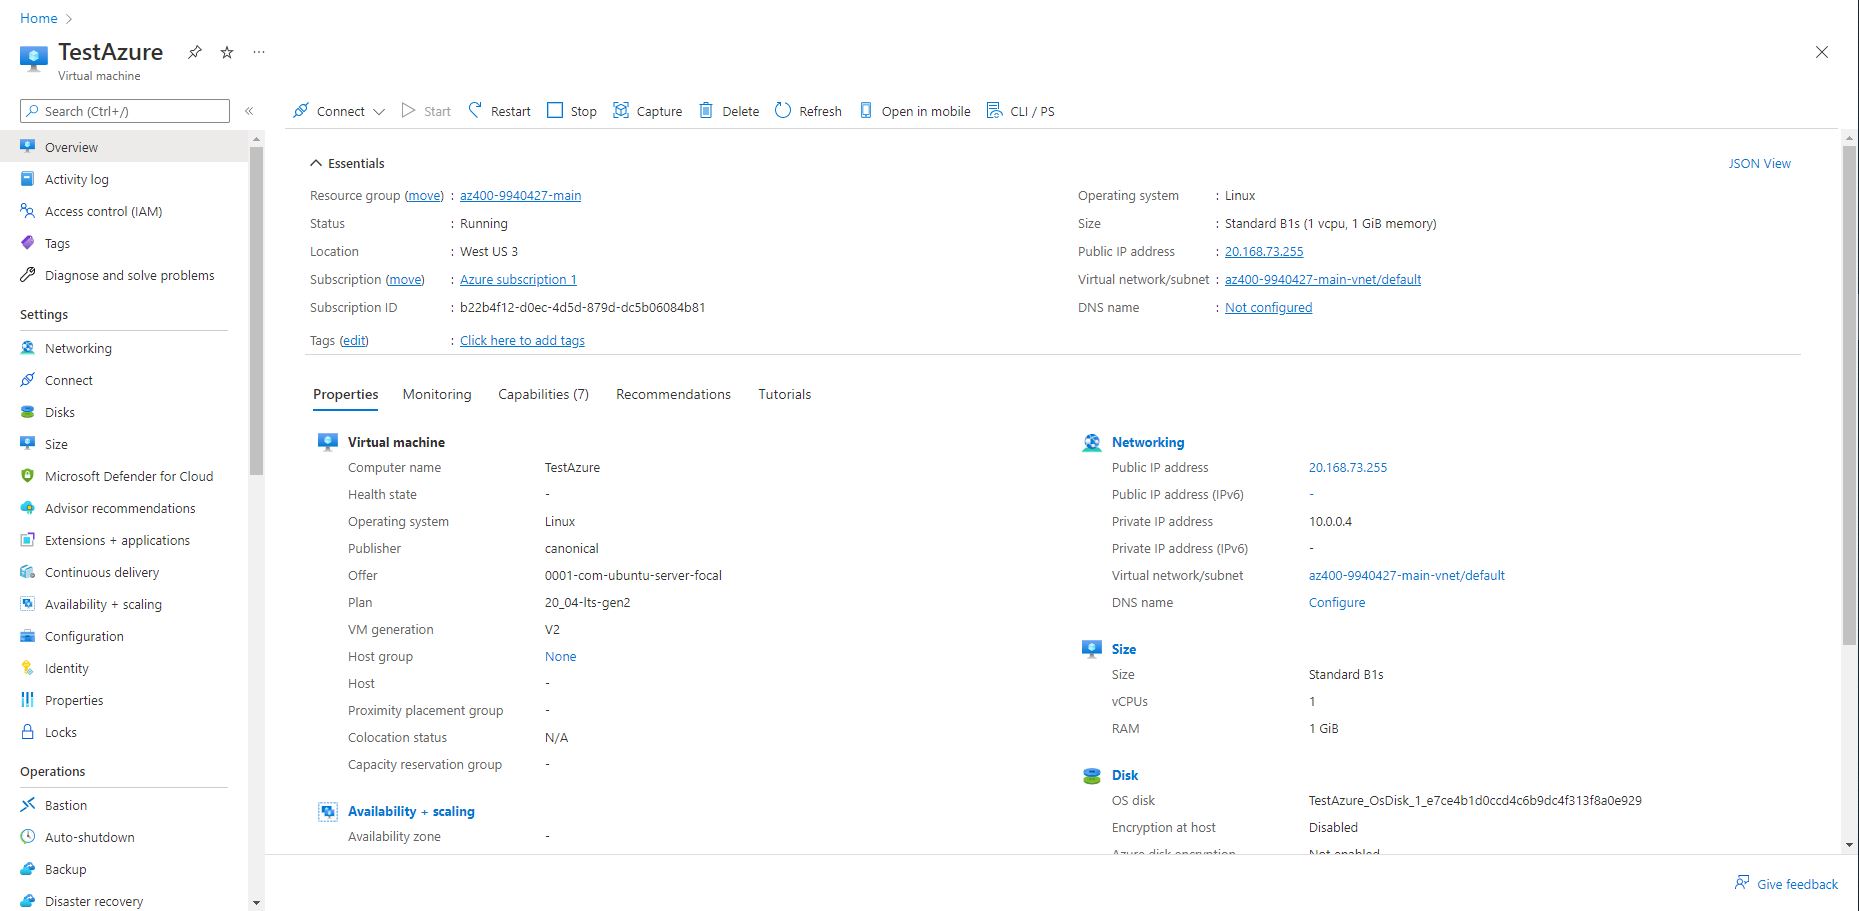 Home
TestAzure
Virtual machine
Search (Ctrl+/)
Overview
Activity log
Access control (IAM)
Tags
Diagnose and solve problems
Settings
Networking
Connect
Disks
Size
Microsoft Defender for Cloud
Advisor recommendations
Extensions + applications
Continuous delivery
Availability + scaling
Configuration
Identity
Properties
Locks
Operations
Bastion
Auto-shutdown
Backup
Disaster recovery
Connect Start Restart Stop Capture Delete Refresh Open in mobile CLI / PS
Essentials JSON View
Resource group (move) : az400-9940427-main
Status : Running
Location : West US 3
Subscription (move) : Azure subscription 1
Subscription ID : b22b4f12-d0ec-4d5d-879d-dc5b06084b81
Tags (edit) : Click here to add tags
Operating system : Linux
Size : Standard B1s (1 vcpu, 1 GiB memory)
Public IP address : 20.168.73.255
Virtual network/subnet : az400-9940427-main-vnet/default
DNS name : Not configured
Properties Monitoring Capabilities (7) Recommendations Tutorials
Virtual machine
Computer name TestAzure
Health state -
Operating system Linux
Publisher canonical
Offer 0001-com-ubuntu-server-focal
Plan 20_04-lts-gen2
VM generation V2
Host group None
Host -
Proximity placement group -
Colocation status N/A
Capacity reservation group -
Availability + scaling
Availability zone -
Networking
Public IP address 20.168.73.255
Public IP address (IPv6) -
Private IP address 10.0.0.4
Private IP address (IPv6) -
Virtual network/subnet az400-9940427-main-vnet/default
DNS name Configure
Size
Size Standard B1s
vCPUs 1
RAM 1 GiB
Disk
OS disk TestAzure_OsDisk_1_e7ce4b1d0ccd4c6b9dc4f313f8a0e929
Encryption at host Disabled
Azure disk encryption Not enabled
Give feedback